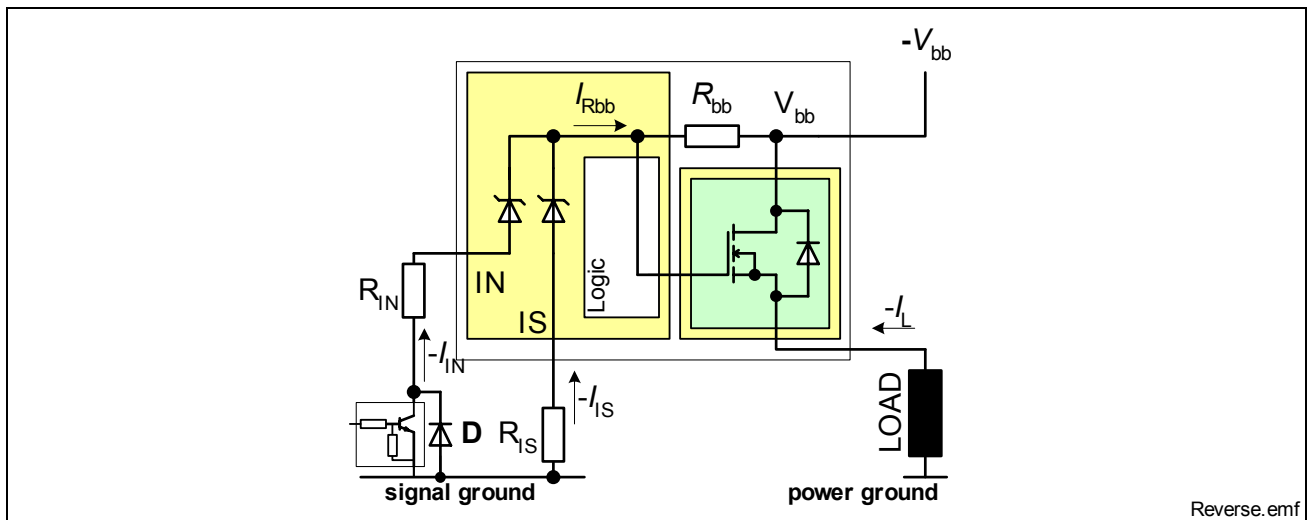 -Vbb
IRbb
Rbb
Vbb
RIN
IN
Logic
IS
-IL
-IIN
-IIS
LOAD
D
RIS
signal ground
power ground
Reverse.emf